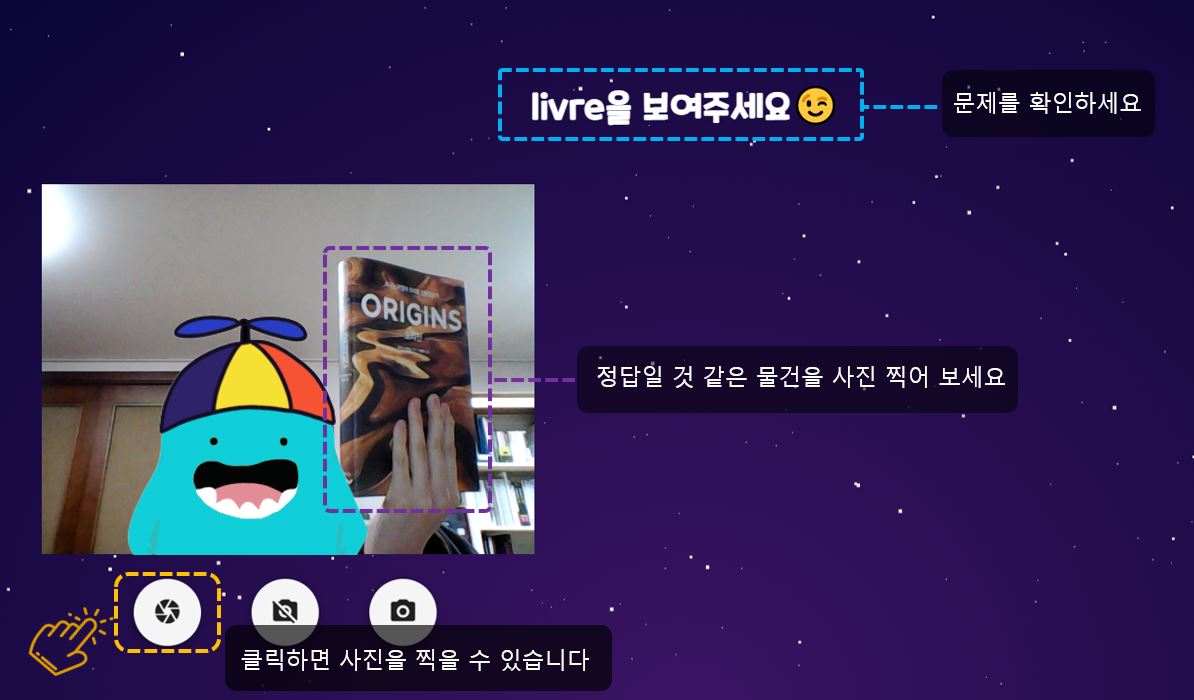 livre을 보여주세요😉
문제를 확인하세요
ORIGINS
정답일 것 같은 물건을 사진 찍어 보세요
클릭하면 사진을 찍을 수 있습니다